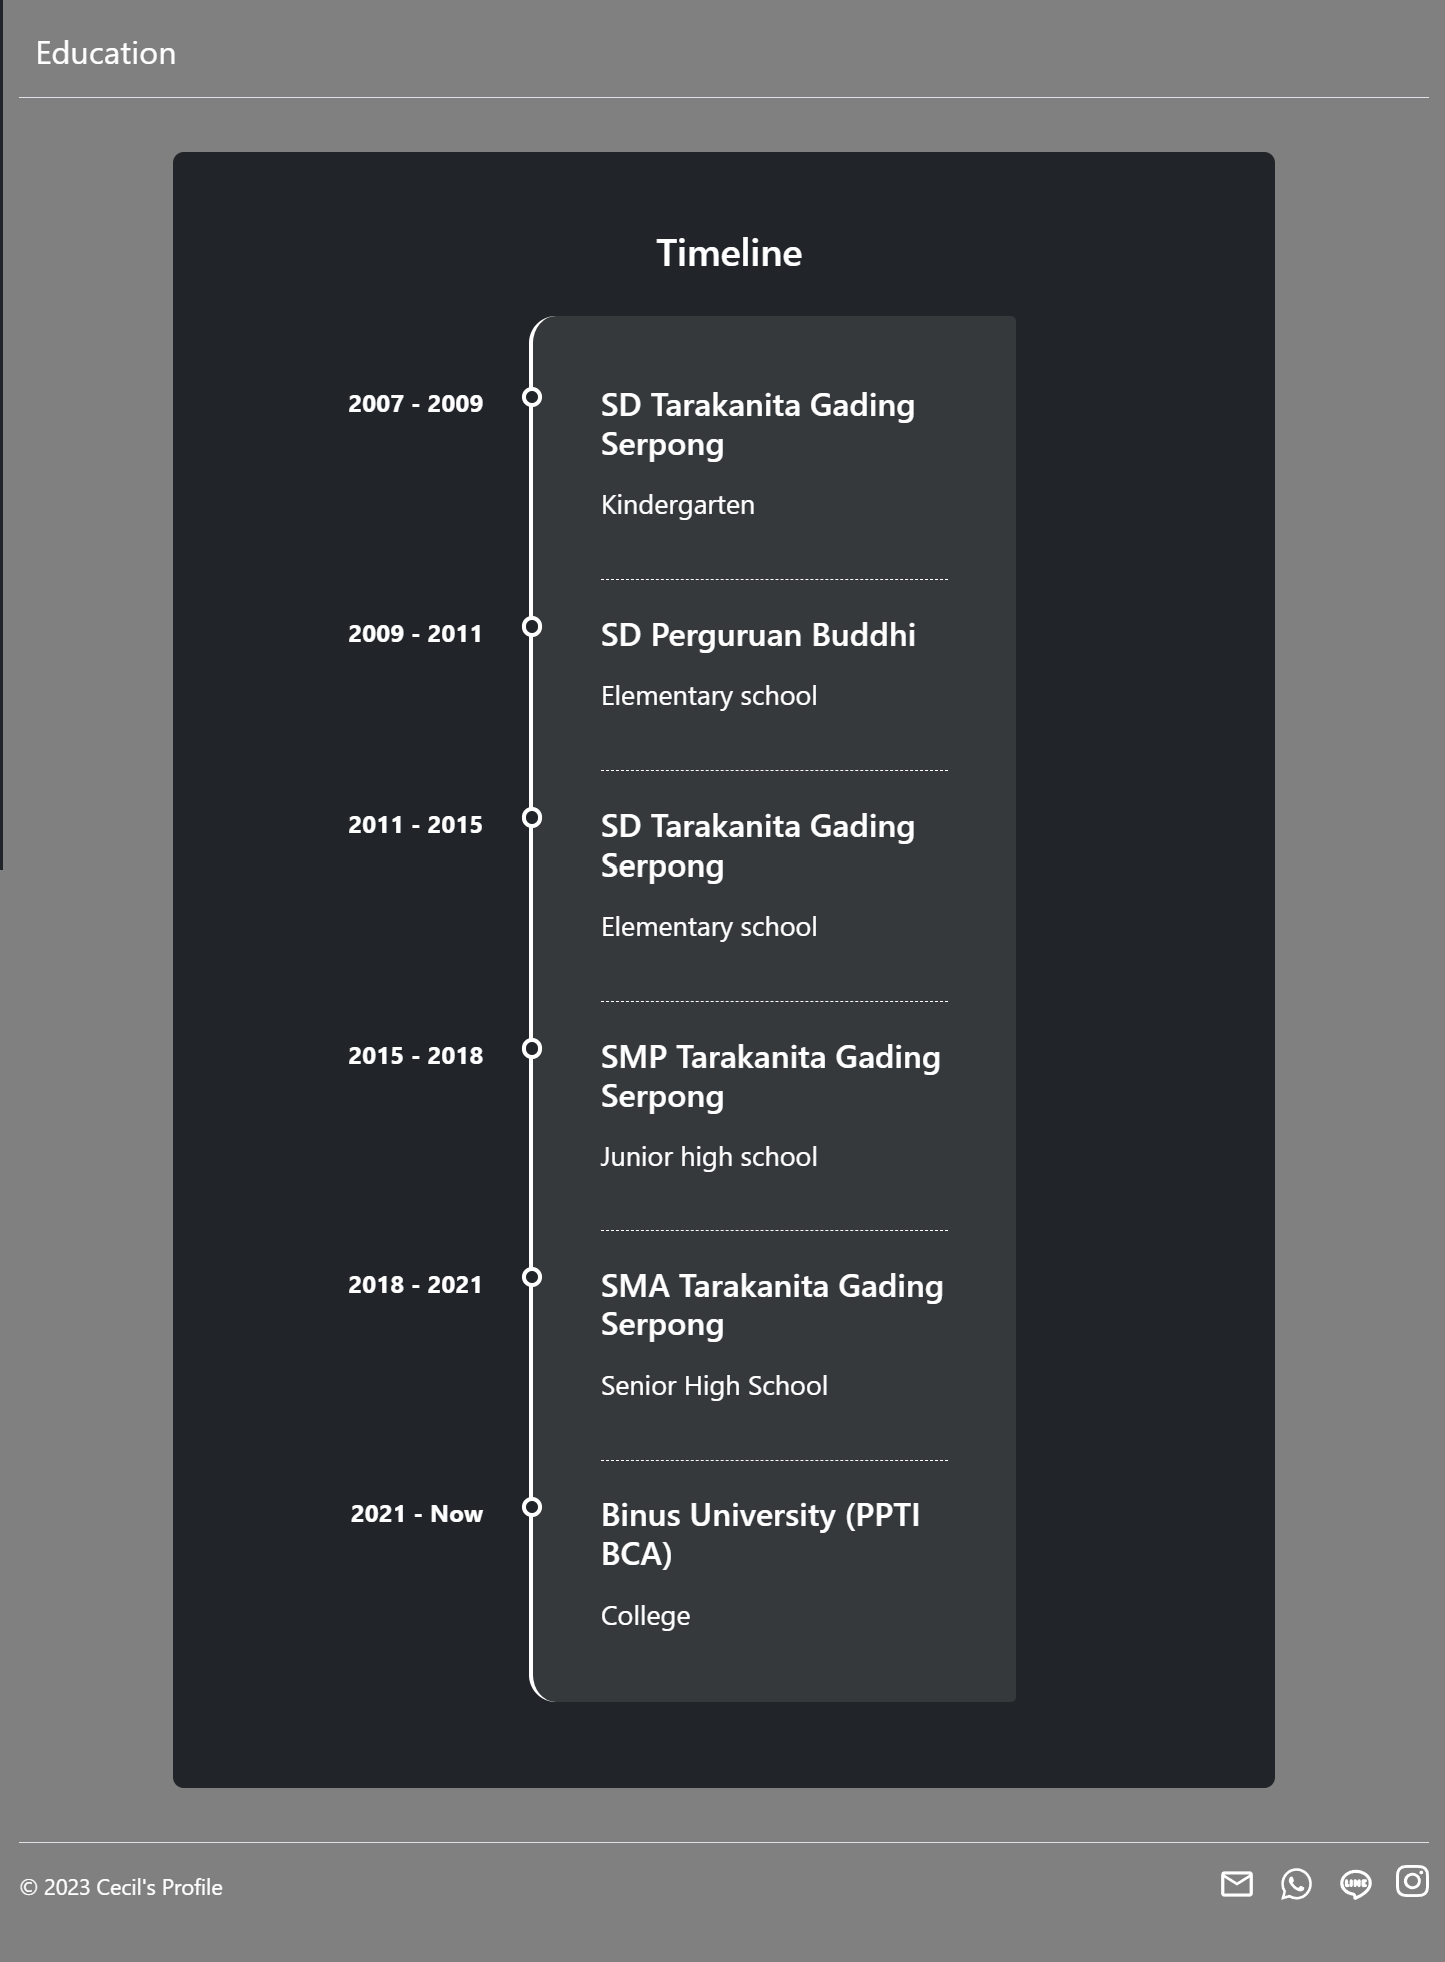 Education
Timeline
2007 - 2009
SD Tarakanita Gading
Serpong
Kindergarten
2009 - 2011
SD Perguruan Buddhi
Elementary school
2011 - 2015
SD Tarakanita Gading
Serpong
Elementary school
2015 - 2018
SMP Tarakanita Gading
Serpong
Junior high school
2018 - 2021
SMA Tarakanita Gading
Serpong
Senior High School
2021 - Now
Binus University (PPTI
BCA)
College
© 2023 Cecil's Profile
LINE